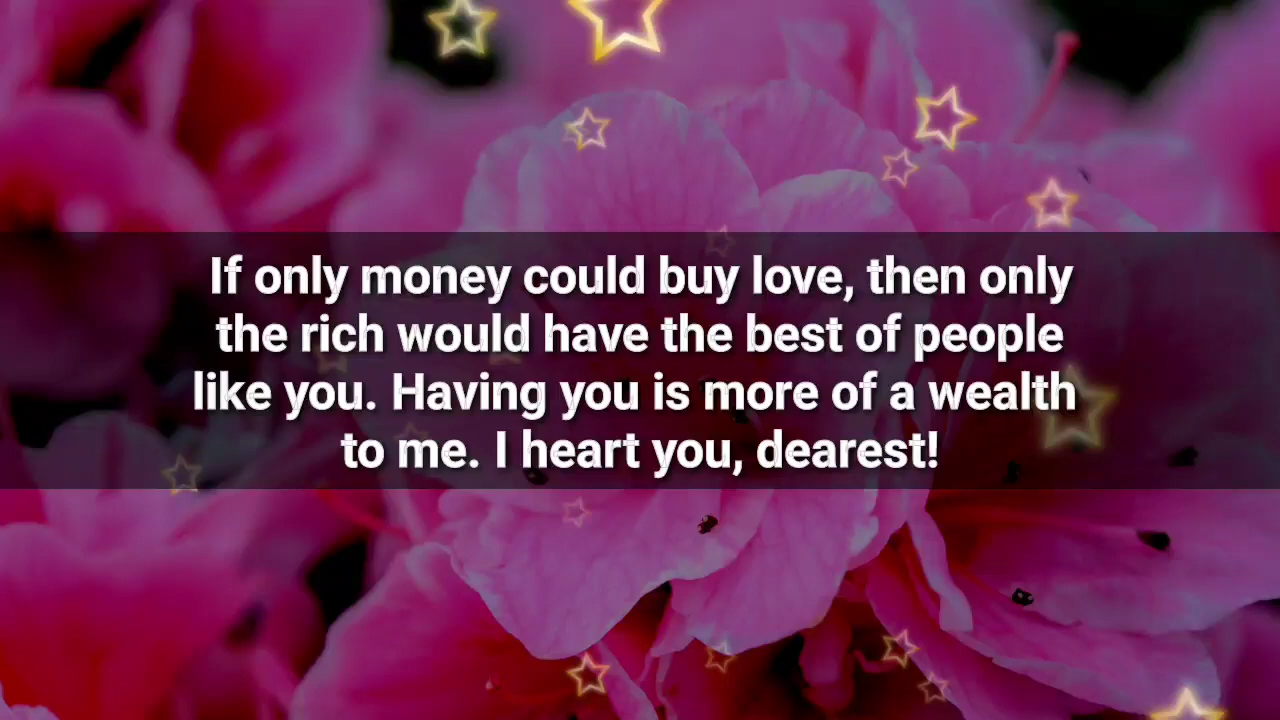 If only money could buy love, then only
the rich would have the best of people
like you. Having you is more of a wealth
to me. I heart you, dearest!